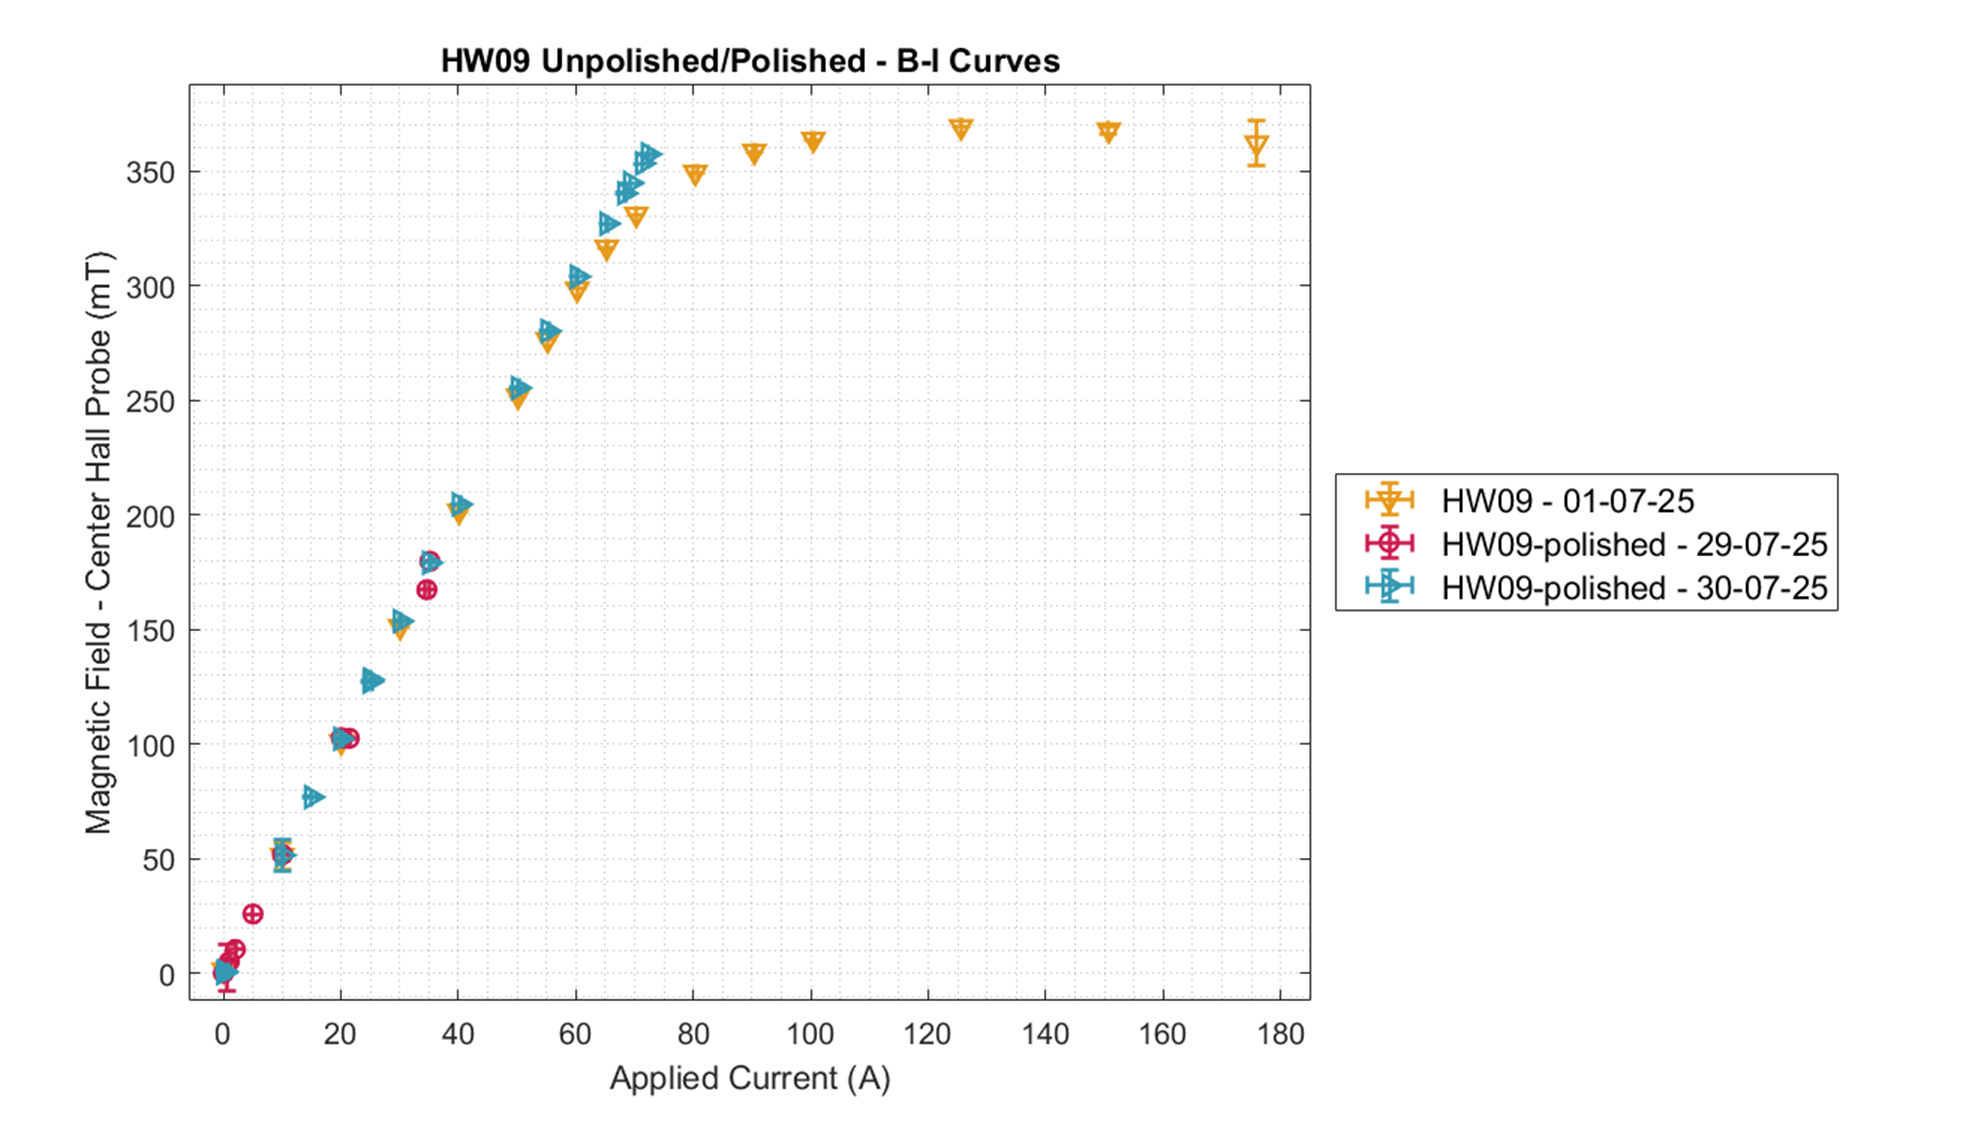 HW09 Unpolished/Polished - B-I Curves
Magnetic Field - Center Hall Probe (mT)
350
300
250
200
150
100
50
0
0 20 40 60 80 100 120 140 160 180
Applied Current (A)
HW09 - 01-07-25
HW09-polished - 29-07-25
HW09-polished - 30-07-25